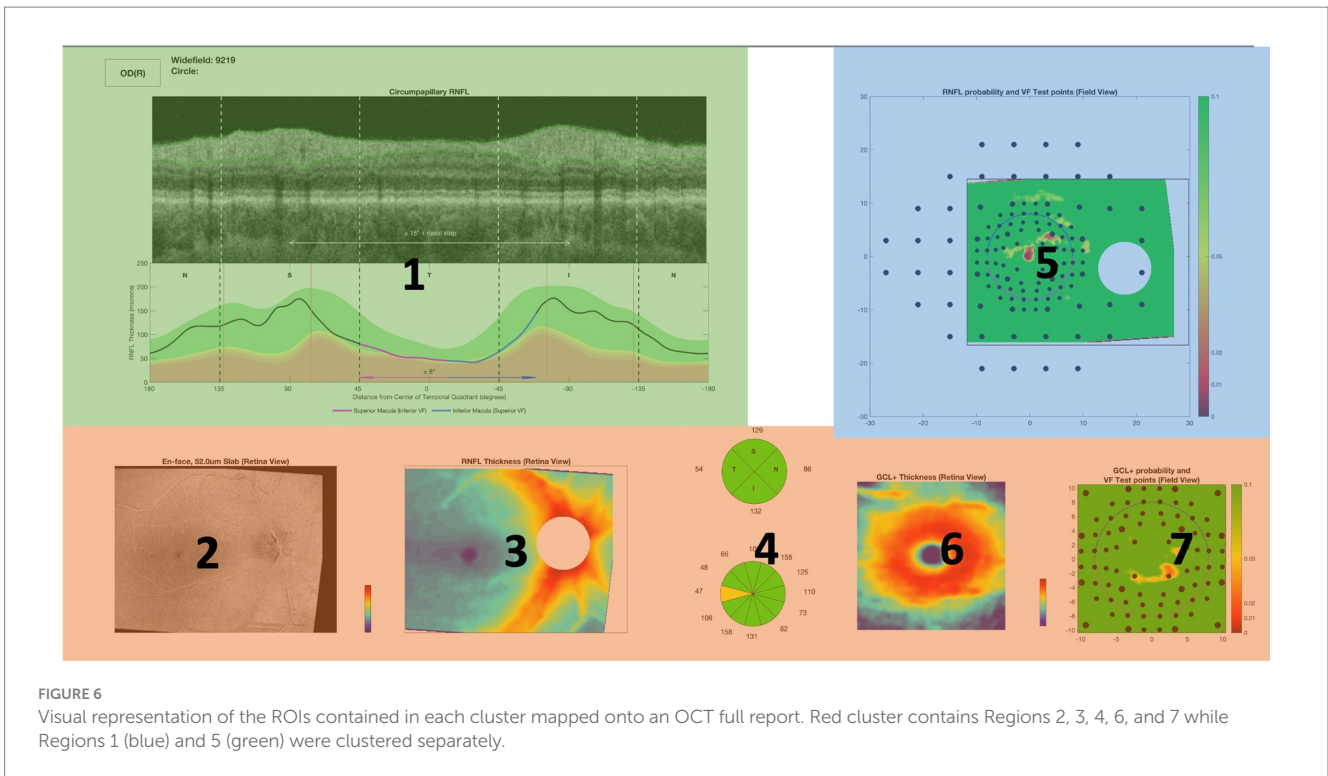 OD(R)
Widefield: 9219
Circle:
Circumpapillary RNFL
± 15° + nasal step
1
N S T I N
250
200
150
100
50
0
RNFL Thickness (microns)
± 8°
180 135 90 45 0 -45 -90 -135 -180
Distance from Center of Temporal Quadrant (degrees)
Superior Macula (Inferior VF) Inferior Macula (Superior VF)
RNFL probability and VF Test points (Field View)
30
20
10
0
-10
-20
-30
-30 -20 -10 0 10 20 30
5
0.1
0.05
0.02
0.01
0
En-face, 52.0um Slab (Retina View)
2
RNFL Thickness (Retina View)
3
129
S
54 T N 86
I
132
4
66
158
48
125
47
110
108
73
158
82
131
GCL+ Thickness (Retina View)
6
GCL+ probability and
VF Test points (Field View)
10
8
6
4
2
0
-2
-4
-6
-8
-10
-10 -5 0 5 10
7
0.1
0.05
0.02
0.01
0
FIGURE 6
Visual representation of the ROIs contained in each cluster mapped onto an OCT full report. Red cluster contains Regions 2, 3, 4, 6, and 7 while
Regions 1 (blue) and 5 (green) were clustered separately.